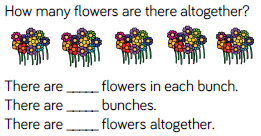 How many flowers are there altogether?
There are _____ flowers in each bunch.
There are _____ bunches.
There are _____ flowers altogether.